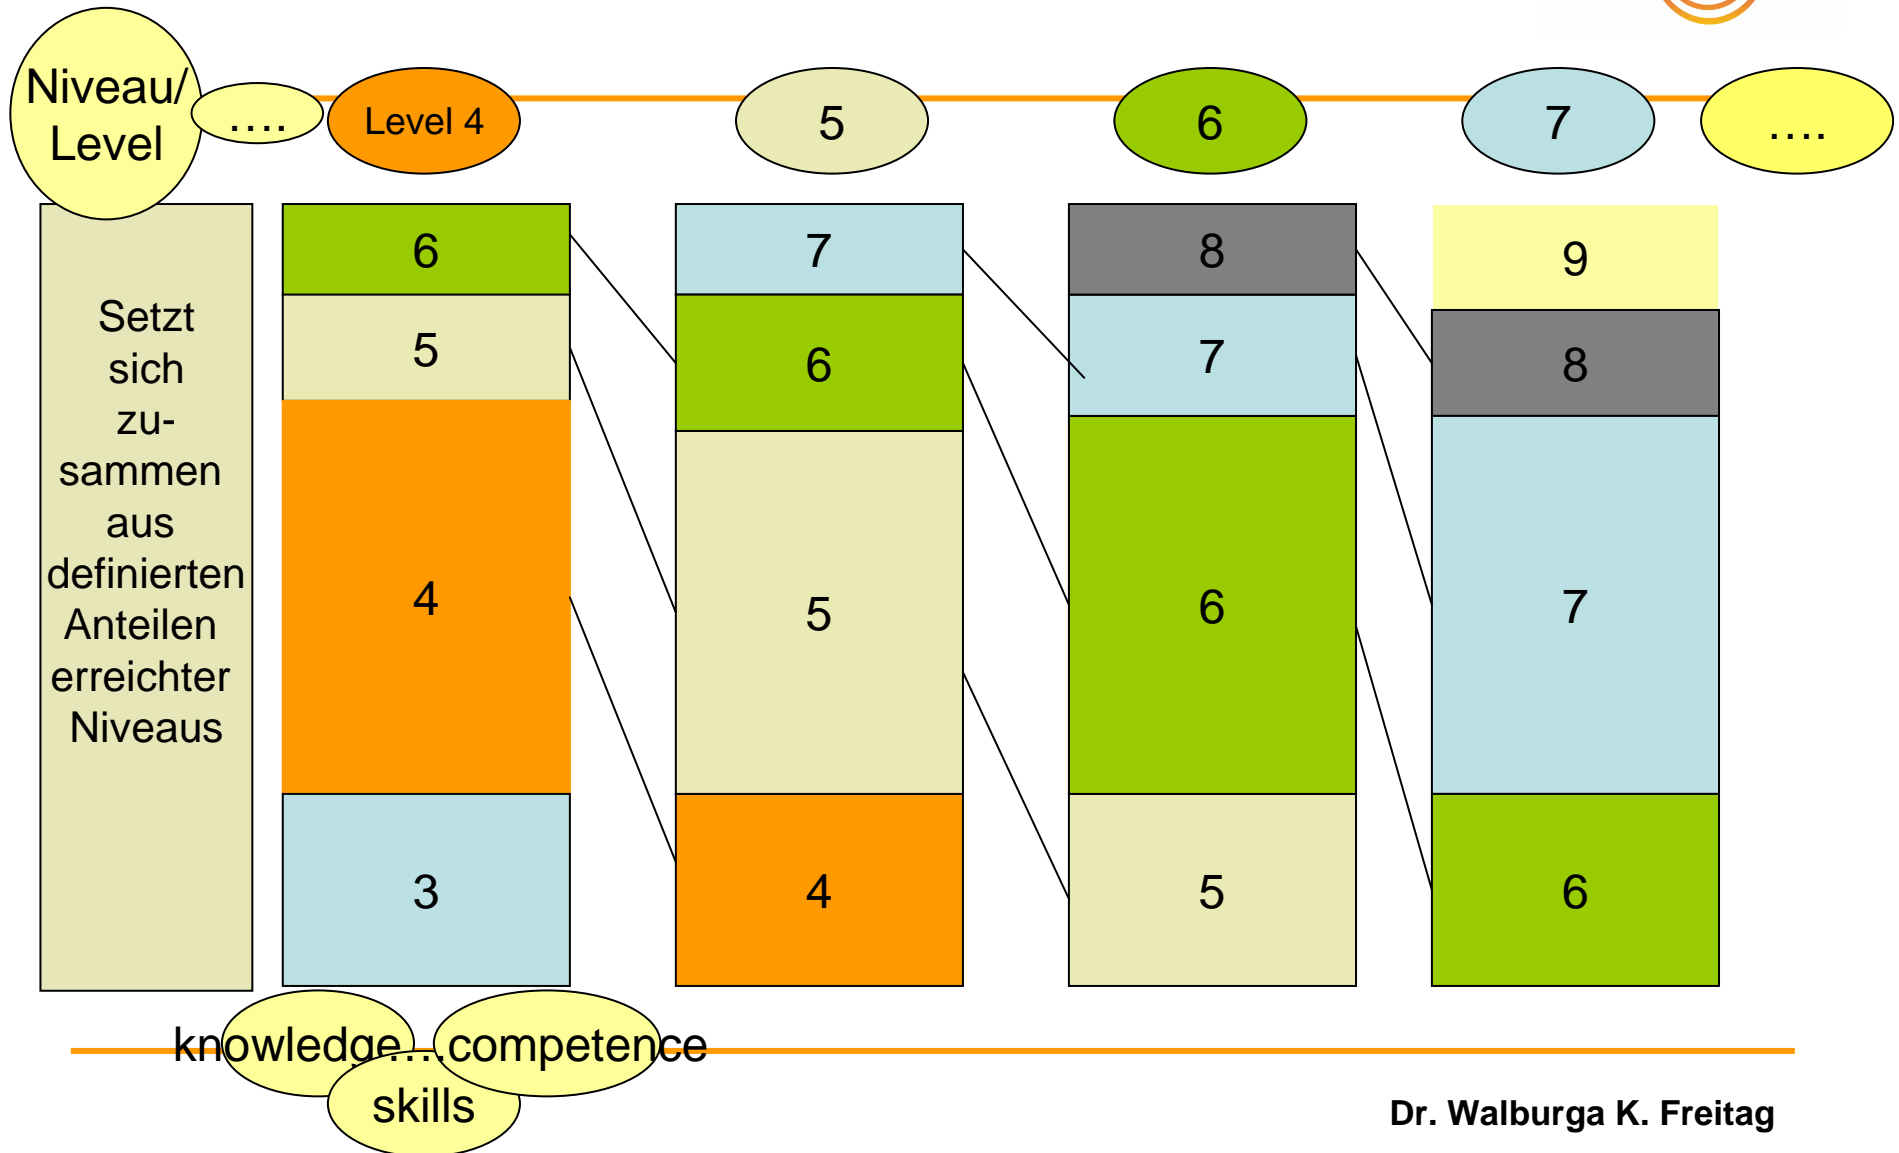 Niveau/
Level
....
Level 4
5
6
7
....
Setzt
sich
zu-
sammen
aus
definierten
Anteilen
erreichter
Niveaus
6
5
4
3
7
6
5
4
8
7
6
5
9
8
7
6
knowledge....competence
skills
Dr. Walburga K. Freitag